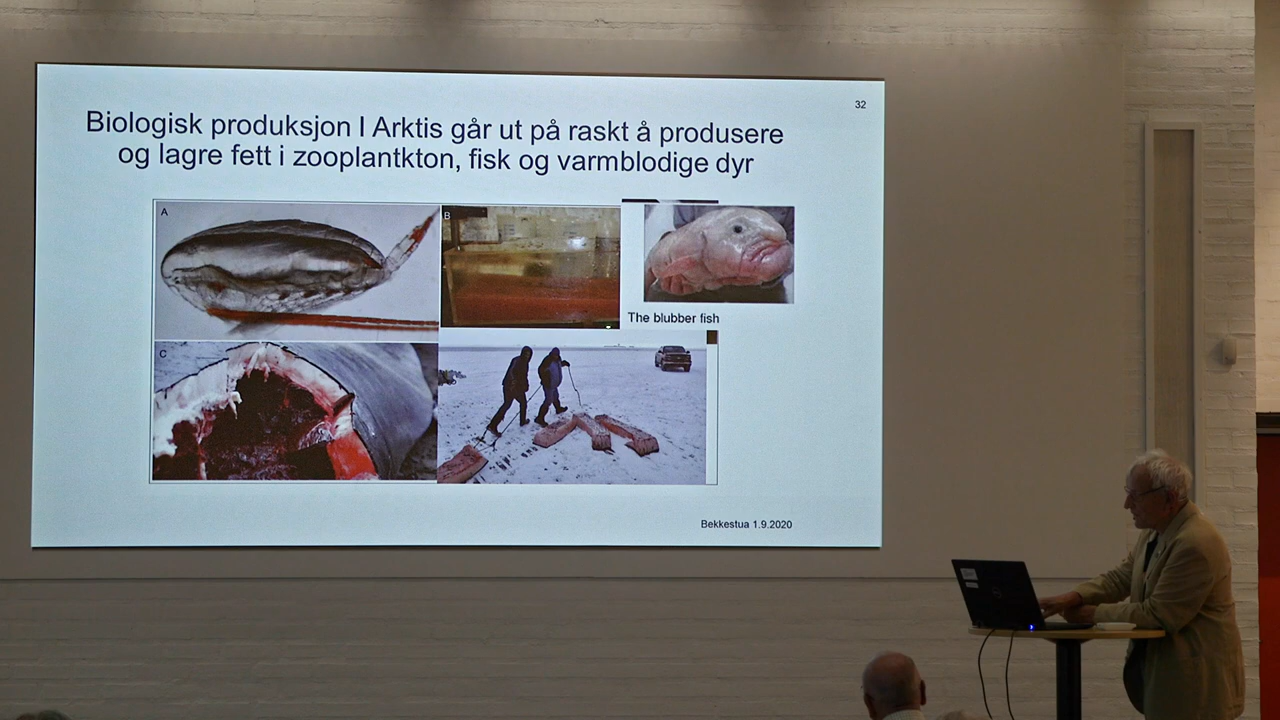 32
Biologisk produksjon I Arktis går ut på raskt å produsere
og lagre fett i zooplantkton, fisk og varmblodige dyr
A
B
The blubber fish
C
Bekkestua 1.9.2020